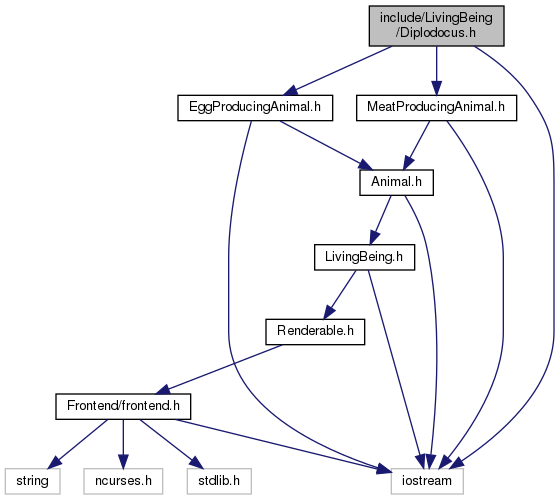 include/LivingBeing
/Diplodocus.h
EggProducingAnimal.h
MeatProducingAnimal.h
Animal.h
LivingBeing.h
Renderable.h
Frontend/frontend.h
string
ncurses.h
stdlib.h
iostream